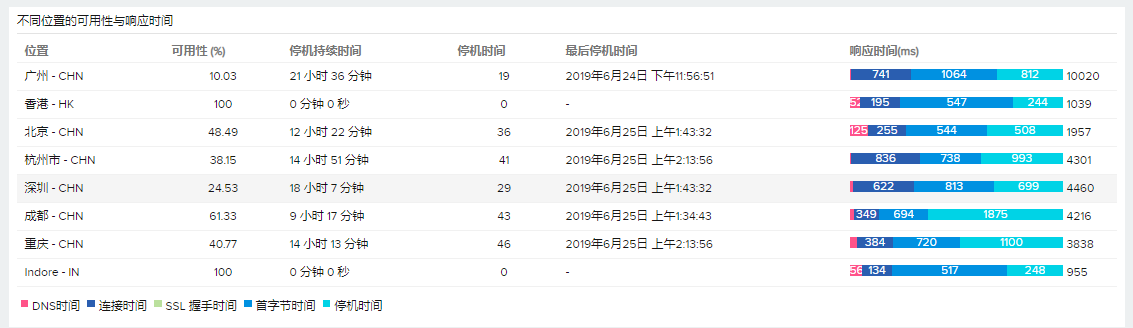 不同位置的可用性与响应时间
位置 可用性 (%) 停机持续时间 停机时间 最后停机时间 响应时间(ms)
广州 - CHN 10.03 21 小时 36 分钟 19 2019年6月24日 下午11:56:51 741 1064 812 10020
香港 - HK 100 0 分钟 0 秒 0 - 52 195 547 244 1039
北京 - CHN 48.49 12 小时 22 分钟 36 2019年6月25日 上午1:43:32 125 255 544 508 1957
杭州市 - CHN 38.15 14 小时 51 分钟 41 2019年6月25日 上午2:13:56 836 738 993 4301
深圳 - CHN 24.53 18 小时 7 分钟 29 2019年6月25日 上午1:43:32 622 813 699 4460
成都 - CHN 61.33 9 小时 17 分钟 43 2019年6月25日 上午1:34:43 349 694 1875 4216
重庆 - CHN 40.77 14 小时 13 分钟 46 2019年6月25日 上午2:13:56 384 720 1100 3838
Indore - IN 100 0 分钟 0 秒 0 - 56 134 517 248 955
DNS时间 连接时间 SSL 握手时间 首字节时间 停机时间